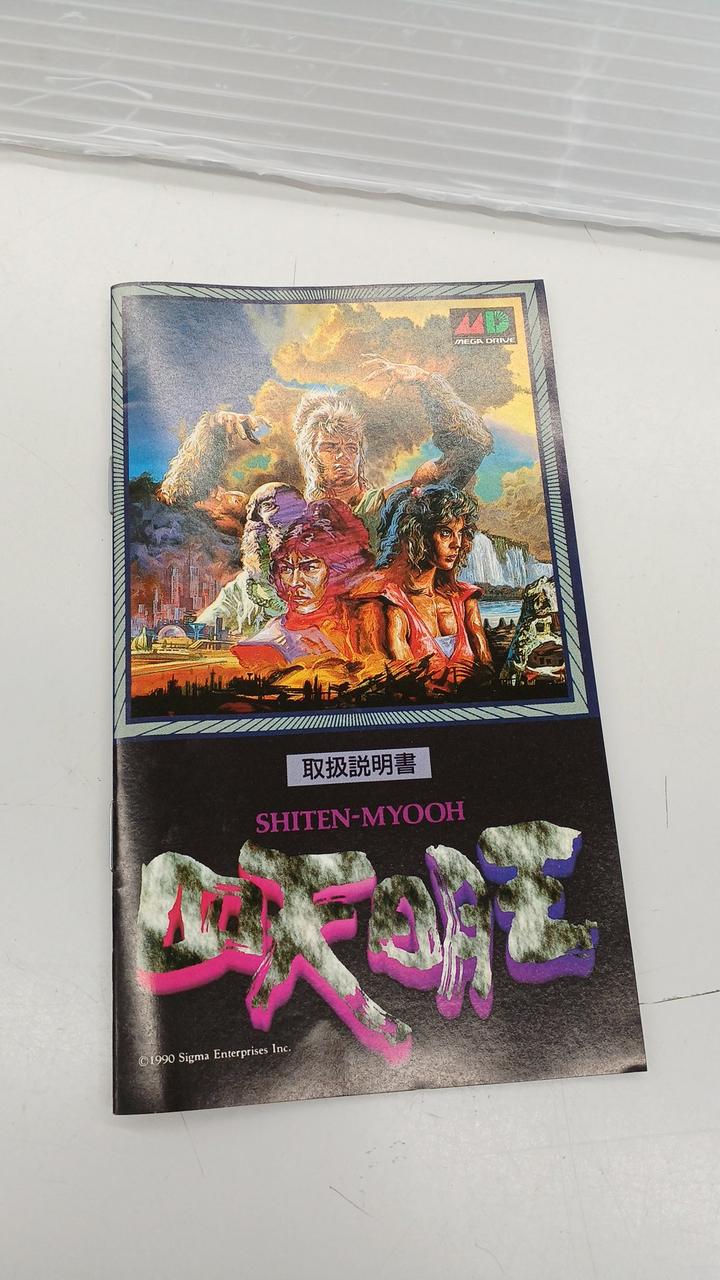 MD
MEGA DRIVE
取扱説明書
SHITEN-MYOOH
四天明王
©1990 Sigma Enterprises Inc.